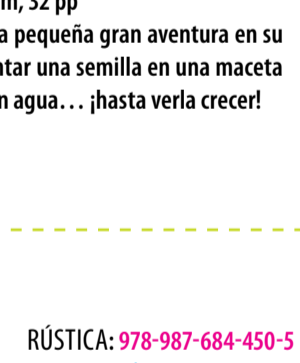 m, 32 pp
a pequeña gran aventura en su
ntar una semilla en una maceta
n agua… ¡hasta verla crecer!
RÚSTICA: 978-987-684-450-5